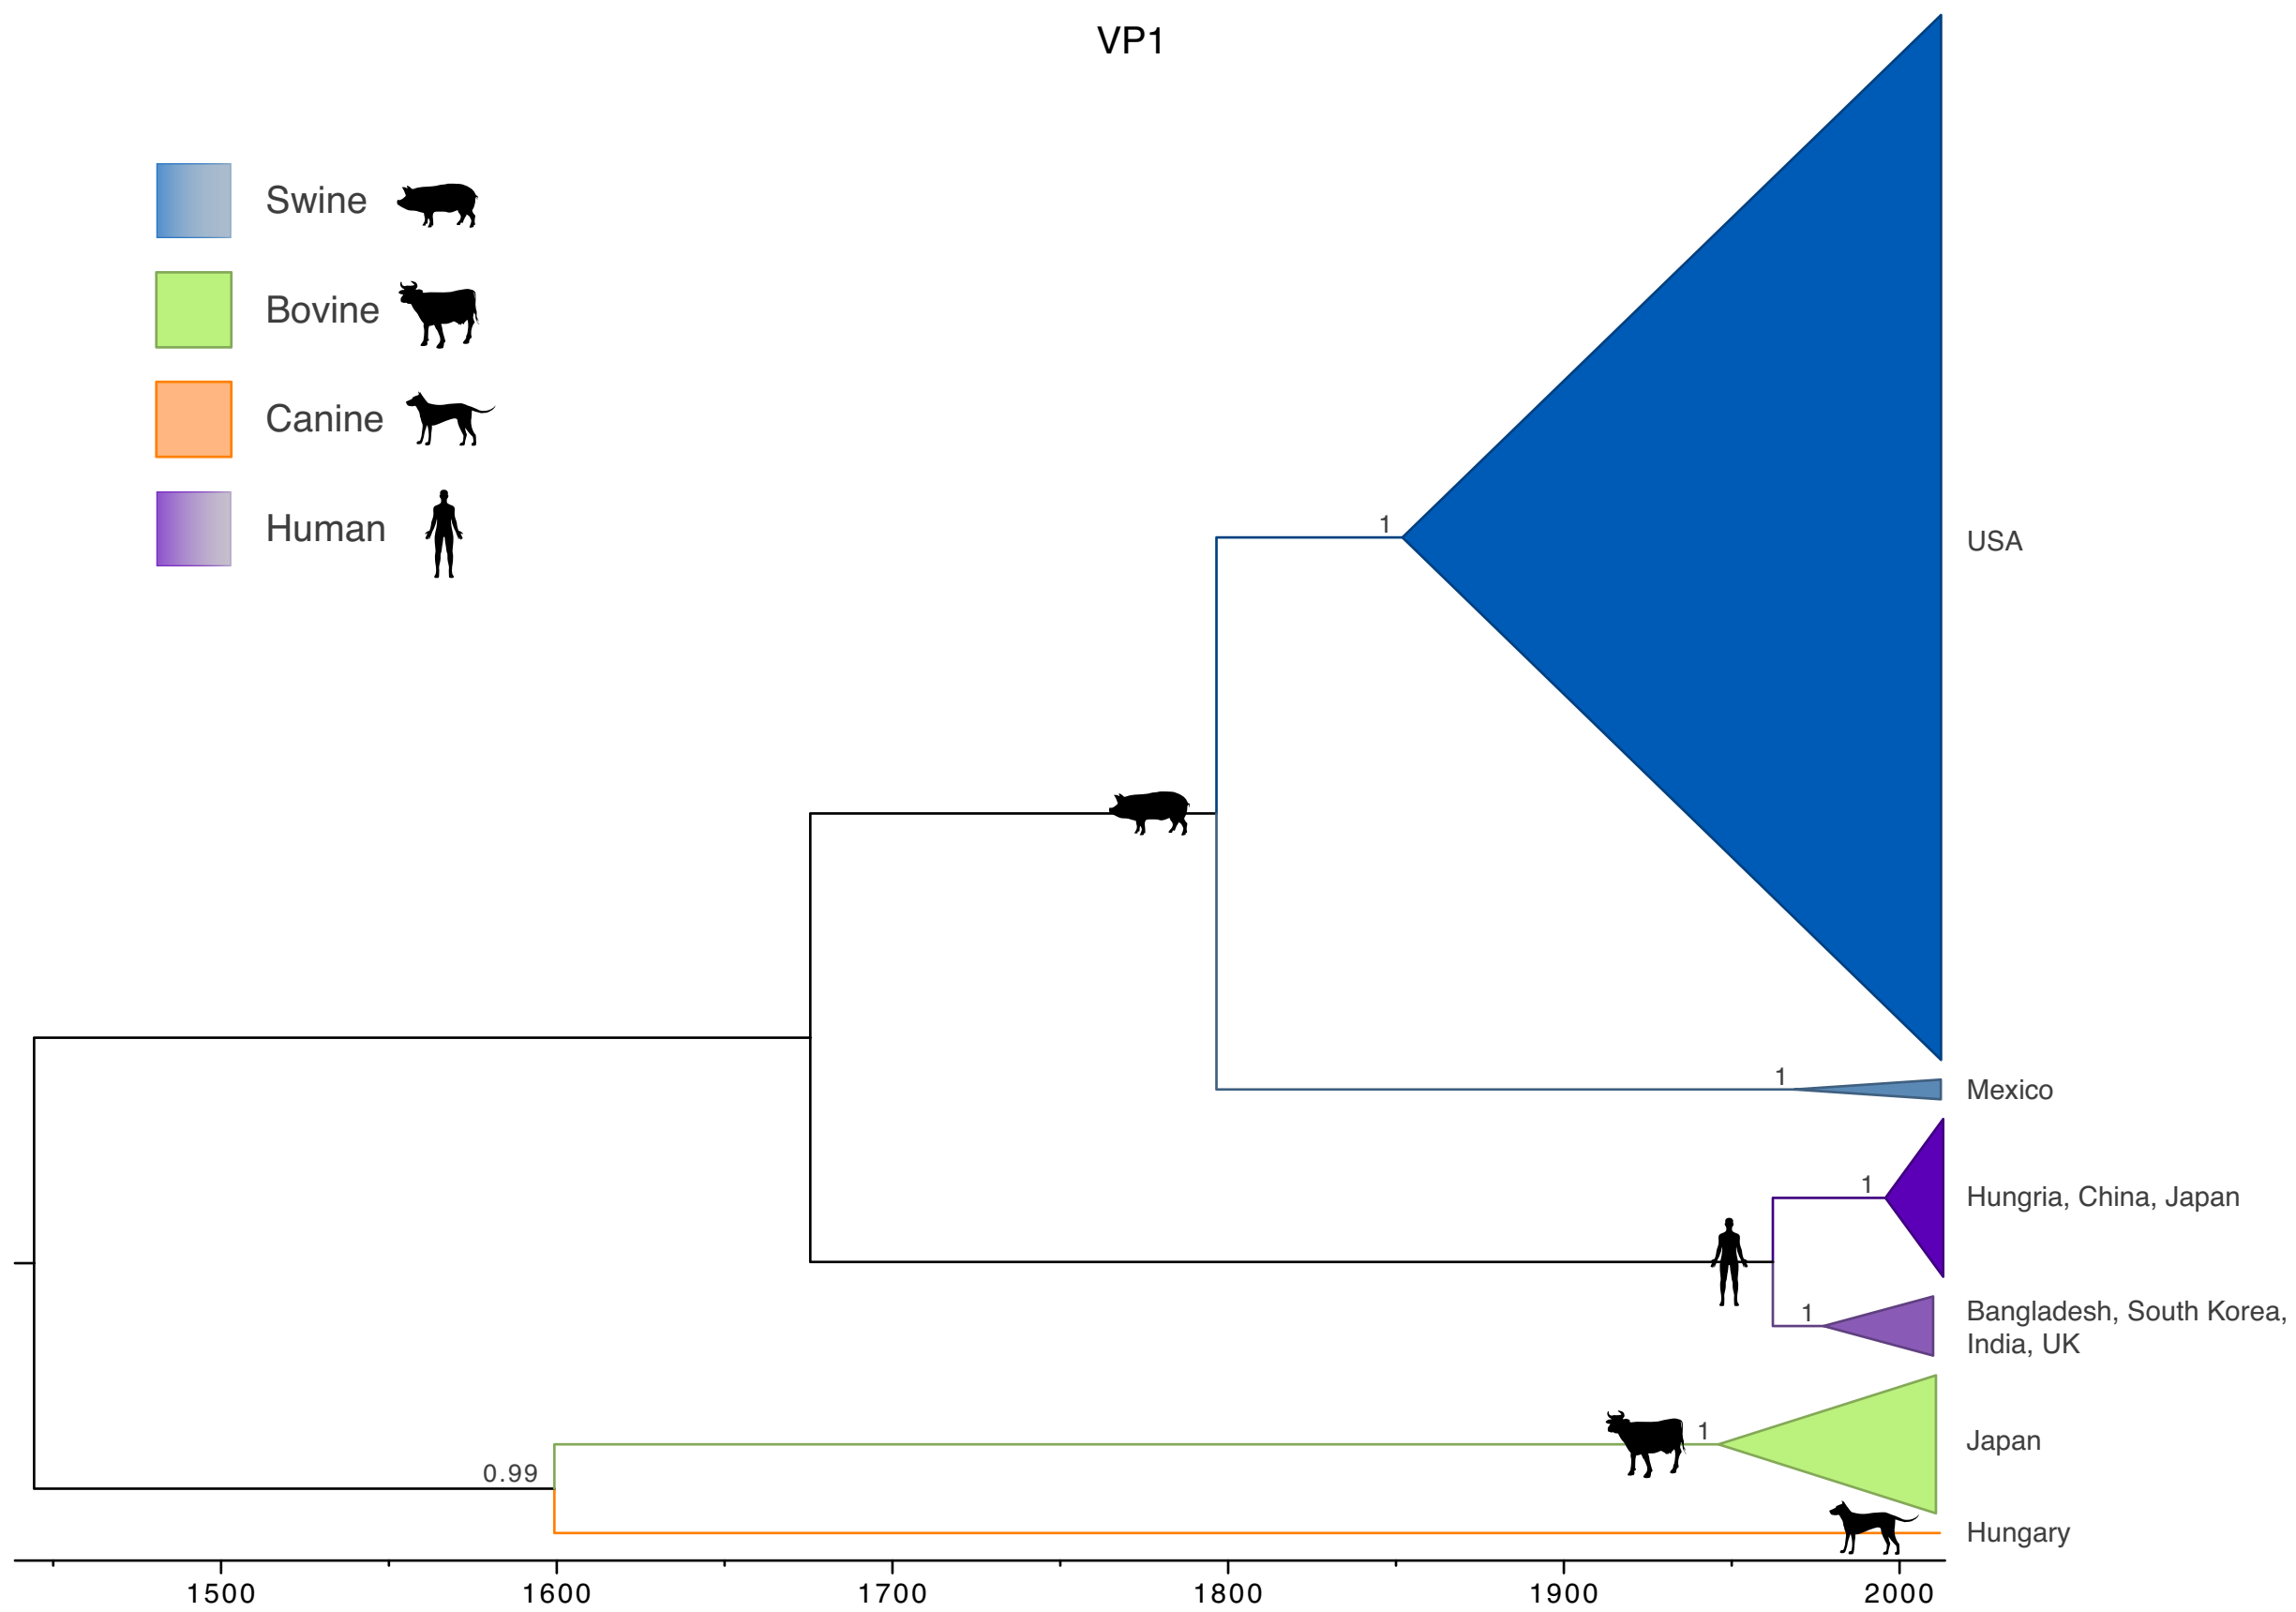 VP1
Swine
Bovine
Canine
Human
1
USA
1
Mexico
1
Hungria, China, Japan
1
Bangladesh, South Korea,
India, UK
1
Japan
0.99
Hungary
1500 1600 1700 1800 1900 2000